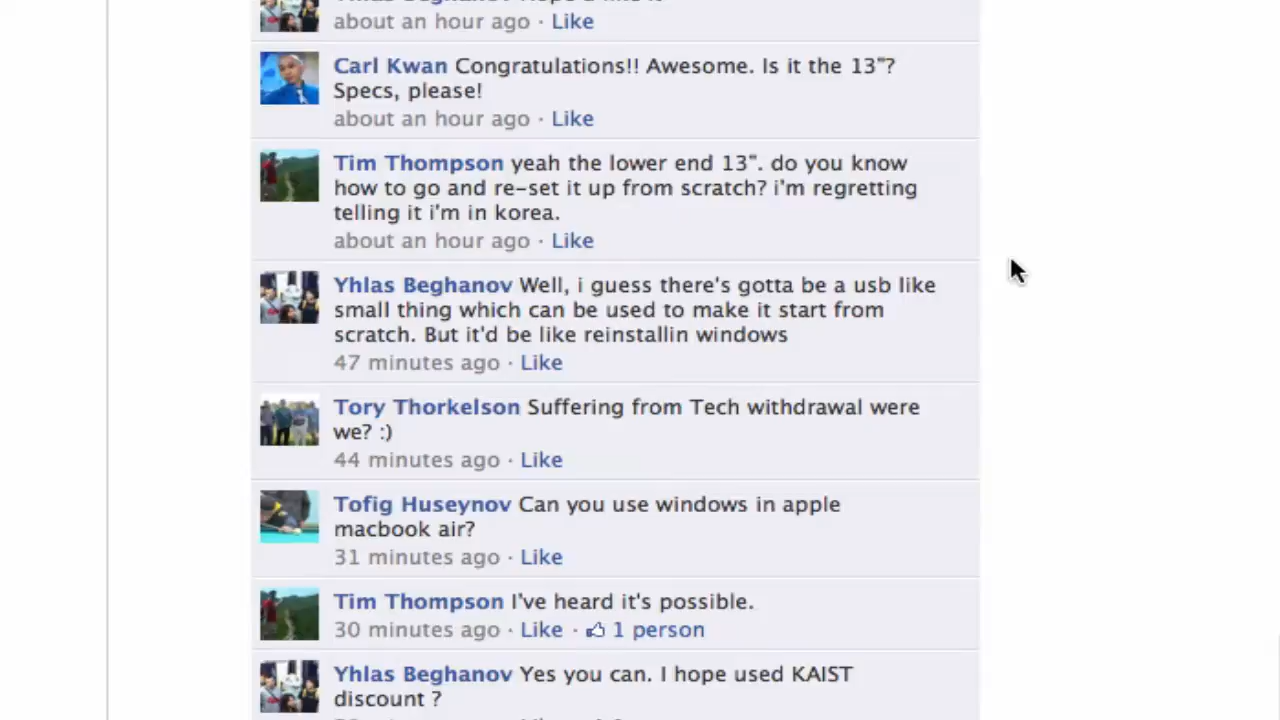 about an hour ago · Like
Carl Kwan Congratulations!! Awesome. Is it the 13"?
Specs, please!
about an hour ago · Like
Tim Thompson yeah the lower end 13". do you know
how to go and re-set it up from scratch? i'm regretting
telling it i'm in korea.
about an hour ago · Like
Yhlas Beghanov Well, i guess there's gotta be a usb like
small thing which can be used to make it start from
scratch. But it'd be like reinstallin windows
47 minutes ago · Like
Tory Thorkelson Suffering from Tech withdrawal were
we? :)
44 minutes ago · Like
Tofig Huseynov Can you use windows in apple
macbook air?
31 minutes ago · Like
Tim Thompson I've heard it's possible.
30 minutes ago · Like · 1 person
Yhlas Beghanov Yes you can. I hope used KAIST
discount ?